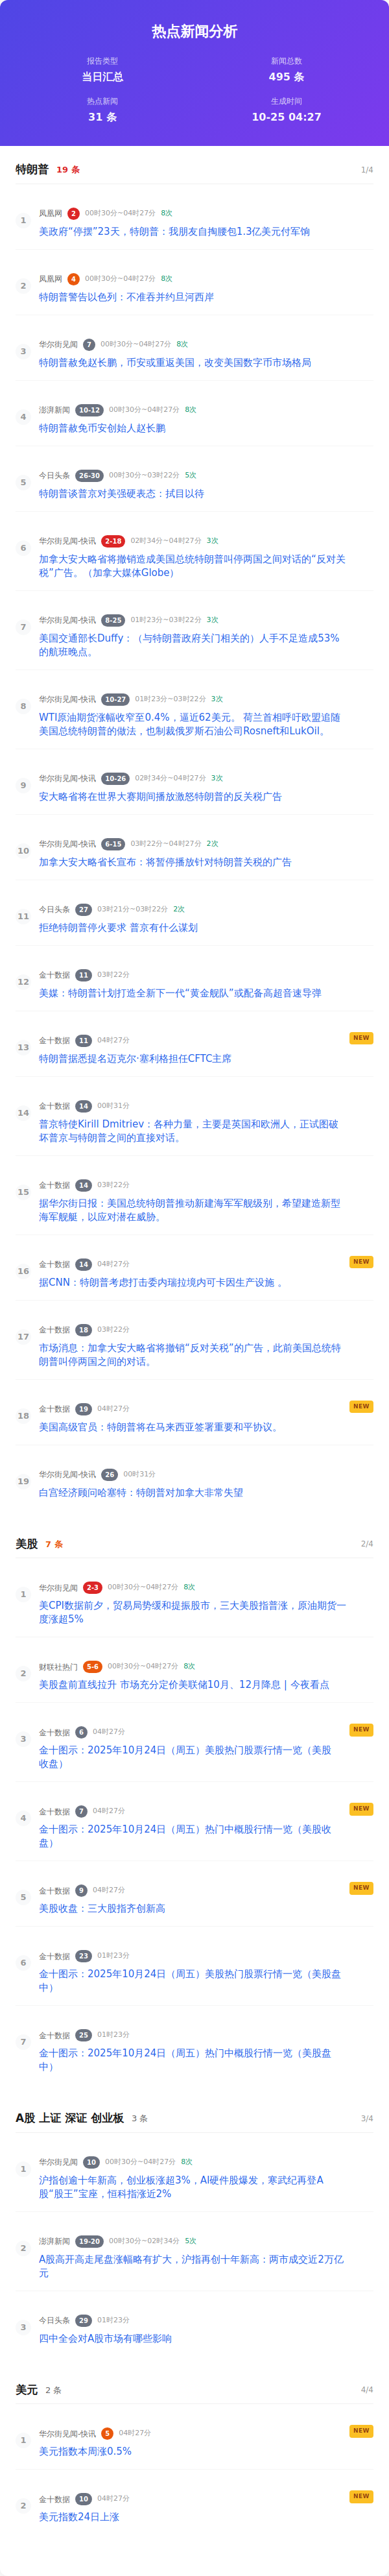 热点新闻分析
报告类型
当日汇总
新闻总数
495 条
热点新闻
31 条
生成时间
10-25 04:27
特朗普 19 条 1/4
1
凤凰网 2 00时30分~04时27分 8次
美政府“停摆”23天，特朗普：我朋友自掏腰包1.3亿美元付军饷
2
凤凰网 4 00时30分~04时27分 8次
特朗普警告以色列：不准吞并约旦河西岸
3
华尔街见闻 7 00时30分~04时27分 8次
特朗普赦免赵长鹏，币安或重返美国，改变美国数字币市场格局
4
澎湃新闻 10-12 00时30分~04时27分 8次
特朗普赦免币安创始人赵长鹏
5
今日头条 26-30 00时30分~03时22分 5次
特朗普谈普京对美强硬表态：拭目以待
6
华尔街见闻-快讯 2-18 02时34分~04时27分 3次
加拿大安大略省将撤销造成美国总统特朗普叫停两国之间对话的“反对关
税”广告。（加拿大媒体Globe）
7
华尔街见闻-快讯 8-25 01时23分~03时22分 3次
美国交通部长Duffy：（与特朗普政府关门相关的）人手不足造成53%
的航班晚点。
8
华尔街见闻-快讯 10-27 01时23分~03时22分 3次
WTI原油期货涨幅收窄至0.4%，逼近62美元。 荷兰首相呼吁欧盟追随
美国总统特朗普的做法，也制裁俄罗斯石油公司Rosneft和LukOil。
9
华尔街见闻-快讯 10-26 02时34分~04时27分 3次
安大略省将在世界大赛期间播放激怒特朗普的反关税广告
10
华尔街见闻-快讯 6-15 03时22分~04时27分 2次
加拿大安大略省长宣布：将暂停播放针对特朗普关税的广告
11
今日头条 27 03时21分~03时22分 2次
拒绝特朗普停火要求 普京有什么谋划
12
金十数据 11 03时22分
美媒：特朗普计划打造全新下一代“黄金舰队”或配备高超音速导弹
13
金十数据 11 04时27分 NEW
特朗普据悉提名迈克尔·塞利格担任CFTC主席
14
金十数据 14 00时31分
普京特使Kirill Dmitriev：各种力量，主要是英国和欧洲人，正试图破
坏普京与特朗普之间的直接对话。
15
金十数据 14 03时22分
据华尔街日报：美国总统特朗普推动新建海军军舰级别，希望建造新型
海军舰艇，以应对潜在威胁。
16
金十数据 14 04时27分 NEW
据CNN：特朗普考虑打击委内瑞拉境内可卡因生产设施 。
17
金十数据 18 03时22分
市场消息：加拿大安大略省将撤销“反对关税”的广告，此前美国总统特
朗普叫停两国之间的对话。
18
金十数据 19 04时27分 NEW
美国高级官员：特朗普将在马来西亚签署重要和平协议。
19
华尔街见闻-快讯 26 00时31分
白宫经济顾问哈塞特：特朗普对加拿大非常失望
美股 7 条 2/4
1
华尔街见闻 2-3 00时30分~04时27分 8次
美CPI数据前夕，贸易局势缓和提振股市，三大美股指普涨，原油期货一
度涨超5%
2
财联社热门 5-6 00时30分~04时27分 8次
美股盘前直线拉升 市场充分定价美联储10月、12月降息 | 今夜看点
3
金十数据 6 04时27分 NEW
金十图示：2025年10月24日（周五）美股热门股票行情一览（美股
收盘）
4
金十数据 7 04时27分 NEW
金十图示：2025年10月24日（周五）热门中概股行情一览（美股收
盘）
5
金十数据 9 04时27分 NEW
美股收盘：三大股指齐创新高
6
金十数据 23 01时23分
金十图示：2025年10月24日（周五）美股热门股票行情一览（美股盘
中）
7
金十数据 25 01时23分
金十图示：2025年10月24日（周五）热门中概股行情一览（美股盘
中）
A股 上证 深证 创业板 3 条 3/4
1
华尔街见闻 10 00时30分~04时27分 8次
沪指创逾十年新高，创业板涨超3%，AI硬件股爆发，寒武纪再登A
股“股王”宝座，恒科指涨近2%
2
澎湃新闻 19-20 00时30分~02时34分 5次
A股高开高走尾盘涨幅略有扩大，沪指再创十年新高：两市成交近2万亿
元
3
今日头条 29 01时23分
四中全会对A股市场有哪些影响
美元 2 条 4/4
1
华尔街见闻-快讯 5 04时27分 NEW
美元指数本周涨0.5%
2
金十数据 10 04时27分 NEW
美元指数24日上涨